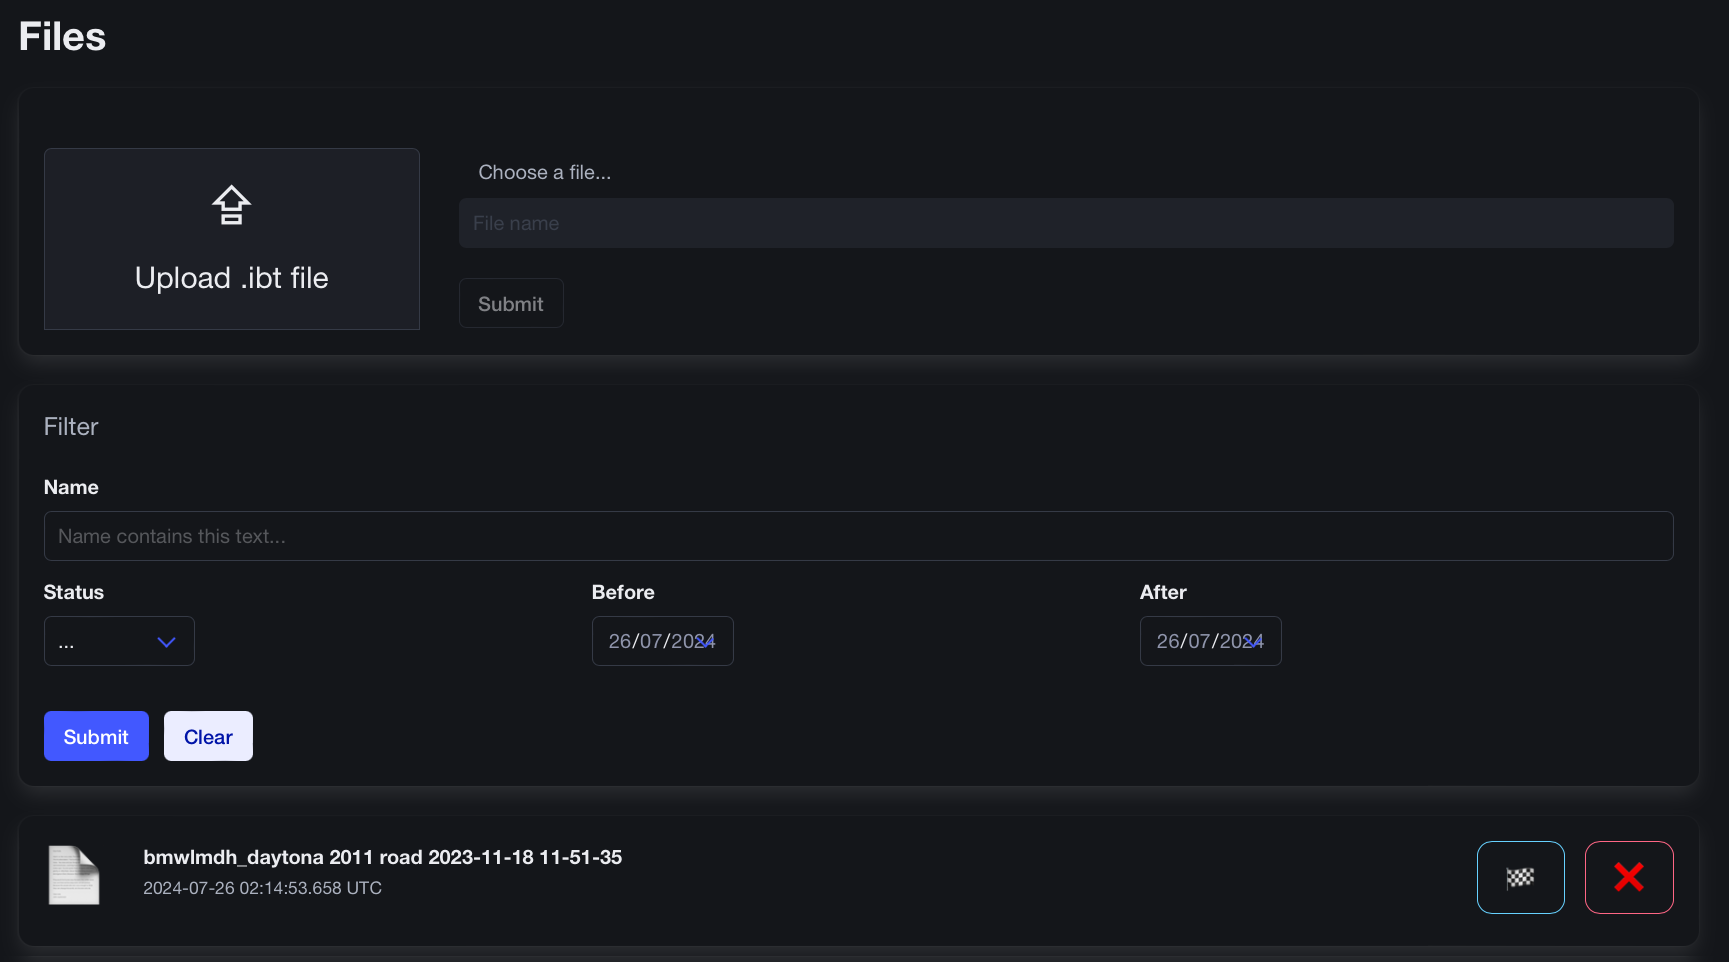 Files
Upload .ibt file
Choose a file...
File name
Submit
Filter
Name
Name contains this text...
Status
Before
After
...
26/07/2024
26/07/2024
Submit
Clear
bmwlmdh_daytona 2011 road 2023-11-18 11-51-35
2024-07-26 02:14:53.658 UTC